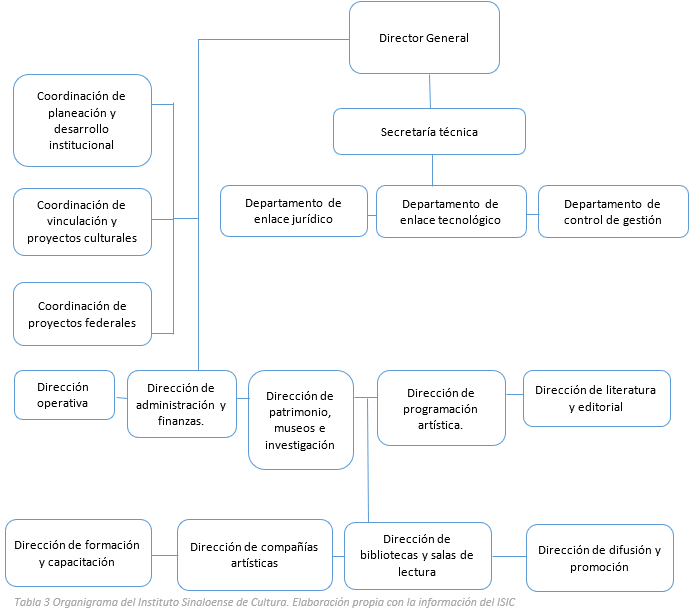 Director General
Coordinación de
planeación y
desarrollo
institucional
Secretaría técnica
Coordinación de
vinculación y
proyectos culturales
Departamento de
enlace jurídico
Departamento de
enlace tecnológico
Departamento de
control de gestión
Coordinación de
proyectos federales
Dirección
operativa
Dirección de
administración y
finanzas.
Dirección de
patrimonio,
museos e
investigación
Dirección de
programación
artística.
Dirección de literatura
y editorial
Dirección de formación
y capacitación
Dirección de compañías
artísticas
Dirección de
bibliotecas y salas de
lectura
Dirección de difusión y
promoción
Tabla 3 Organigrama del Instituto Sinaloense de Cultura. Elaboración propia con la información del ISIC